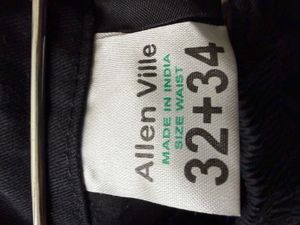 Allen Ville
MADE IN INDIA
SIZE WAIST
32+34